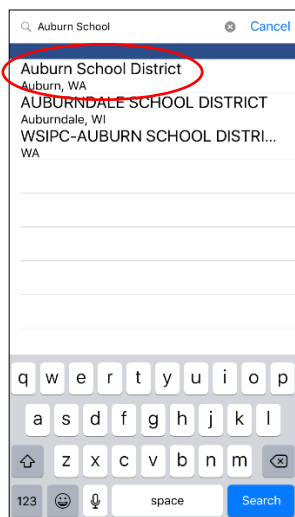 Auburn School Cancel
Auburn School District
Auburn, WA
AUBURNDALE SCHOOL DISTRICT
Auburndale, WI
WSIPC-AUBURN SCHOOL DISTRI...
WA
q w e r t y u i o p
a s d f g h j k l
z x c v b n m
123 space Search